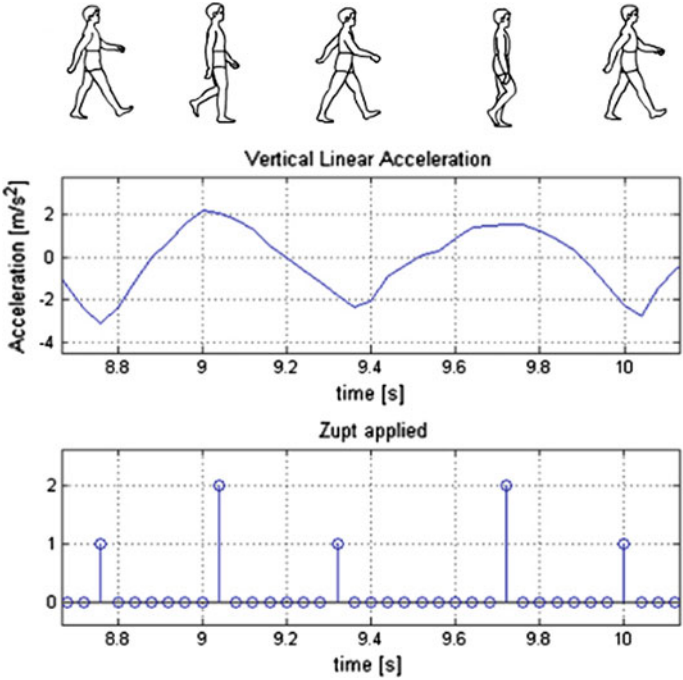 Vertical Linear Acceleration
Acceleration [m/s²]
2
0
-2
-4
8.8 9 9.2 9.4 9.6 9.8 10
time [s]
Zupt applied
2
1
0
8.8 9 9.2 9.4 9.6 9.8 10
time [s]